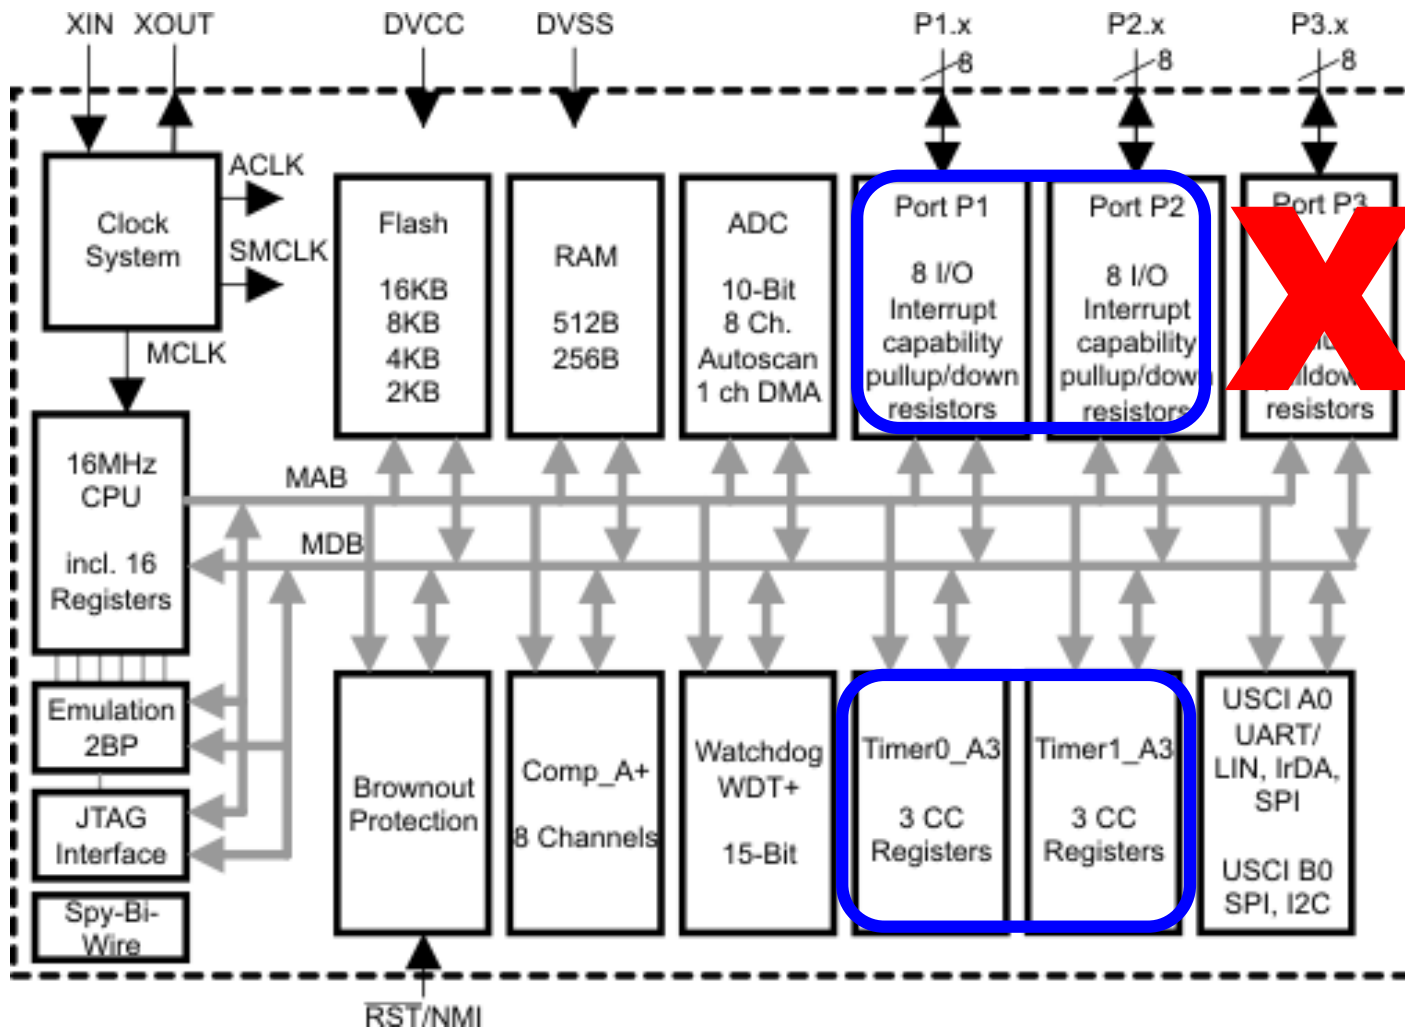 XIN XOUT DVCC DVSS P1.x P2.x P3.x
8 8 8
ACLK
SMCLK
MCLK
Clock
System
Flash
16KB
8KB
4KB
2KB
RAM
512B
256B
ADC
10-Bit
8 Ch.
Autoscan
1 ch DMA
Port P1
8 I/O
Interrupt
capability
pullup/down
resistors
Port P2
8 I/O
Interrupt
capability
pullup/down
resistors
Port P3
resistors
16MHz
CPU
incl. 16
Registers
MAB
MDB
Emulation
2BP
JTAG
Interface
Spy-Bi-
Wire
Brownout
Protection
Comp_A+
8 Channels
Watchdog
WDT+
15-Bit
Timer0_A3
3 CC
Registers
Timer1_A3
3 CC
Registers
USCI A0
UART/
LIN, IrDA,
SPI
USCI B0
SPI, I2C
RST/NMI